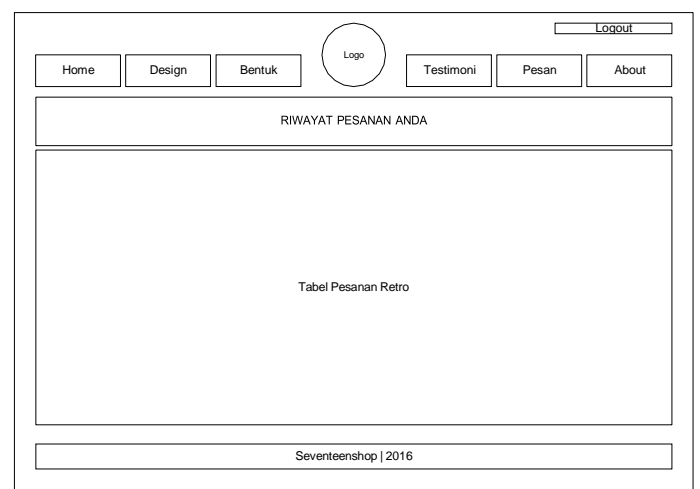 Logout
Logo
Home Design Bentuk Testimoni Pesan About
RIWAYAT PESANAN ANDA
Tabel Pesanan Retro
Seventeenshop | 2016